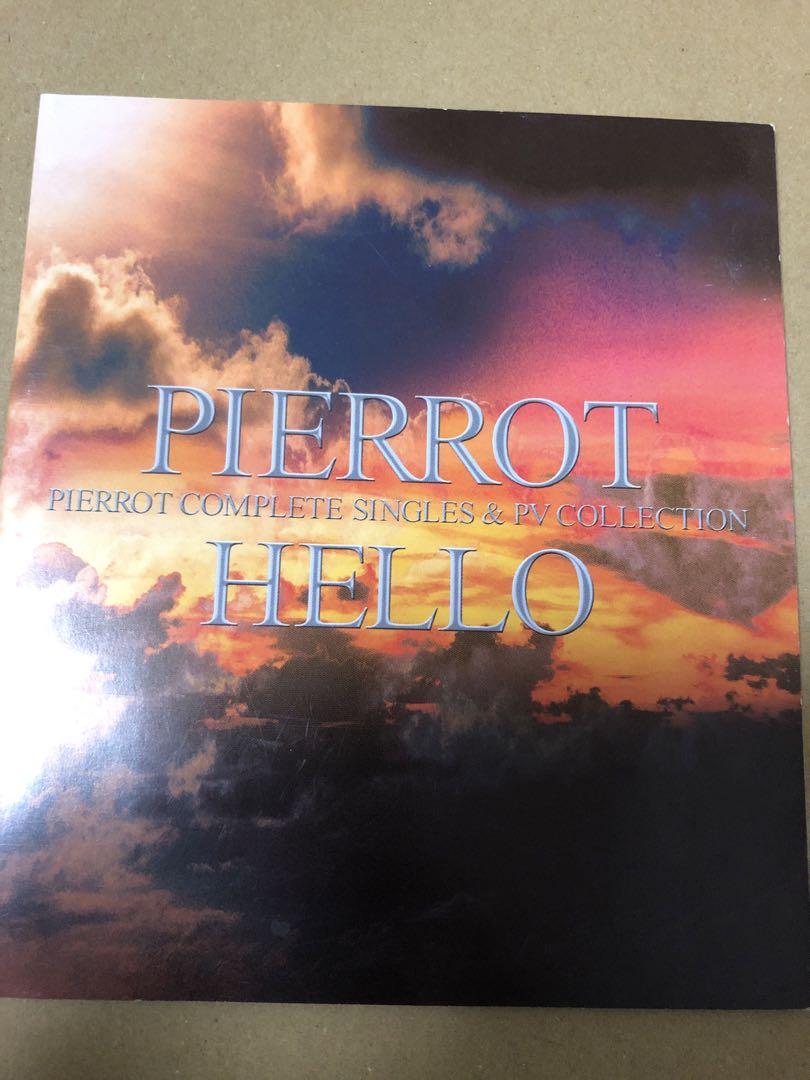 PIERROT
PIERROT COMPLETE SINGLES & PV COLLECTION
HELLO